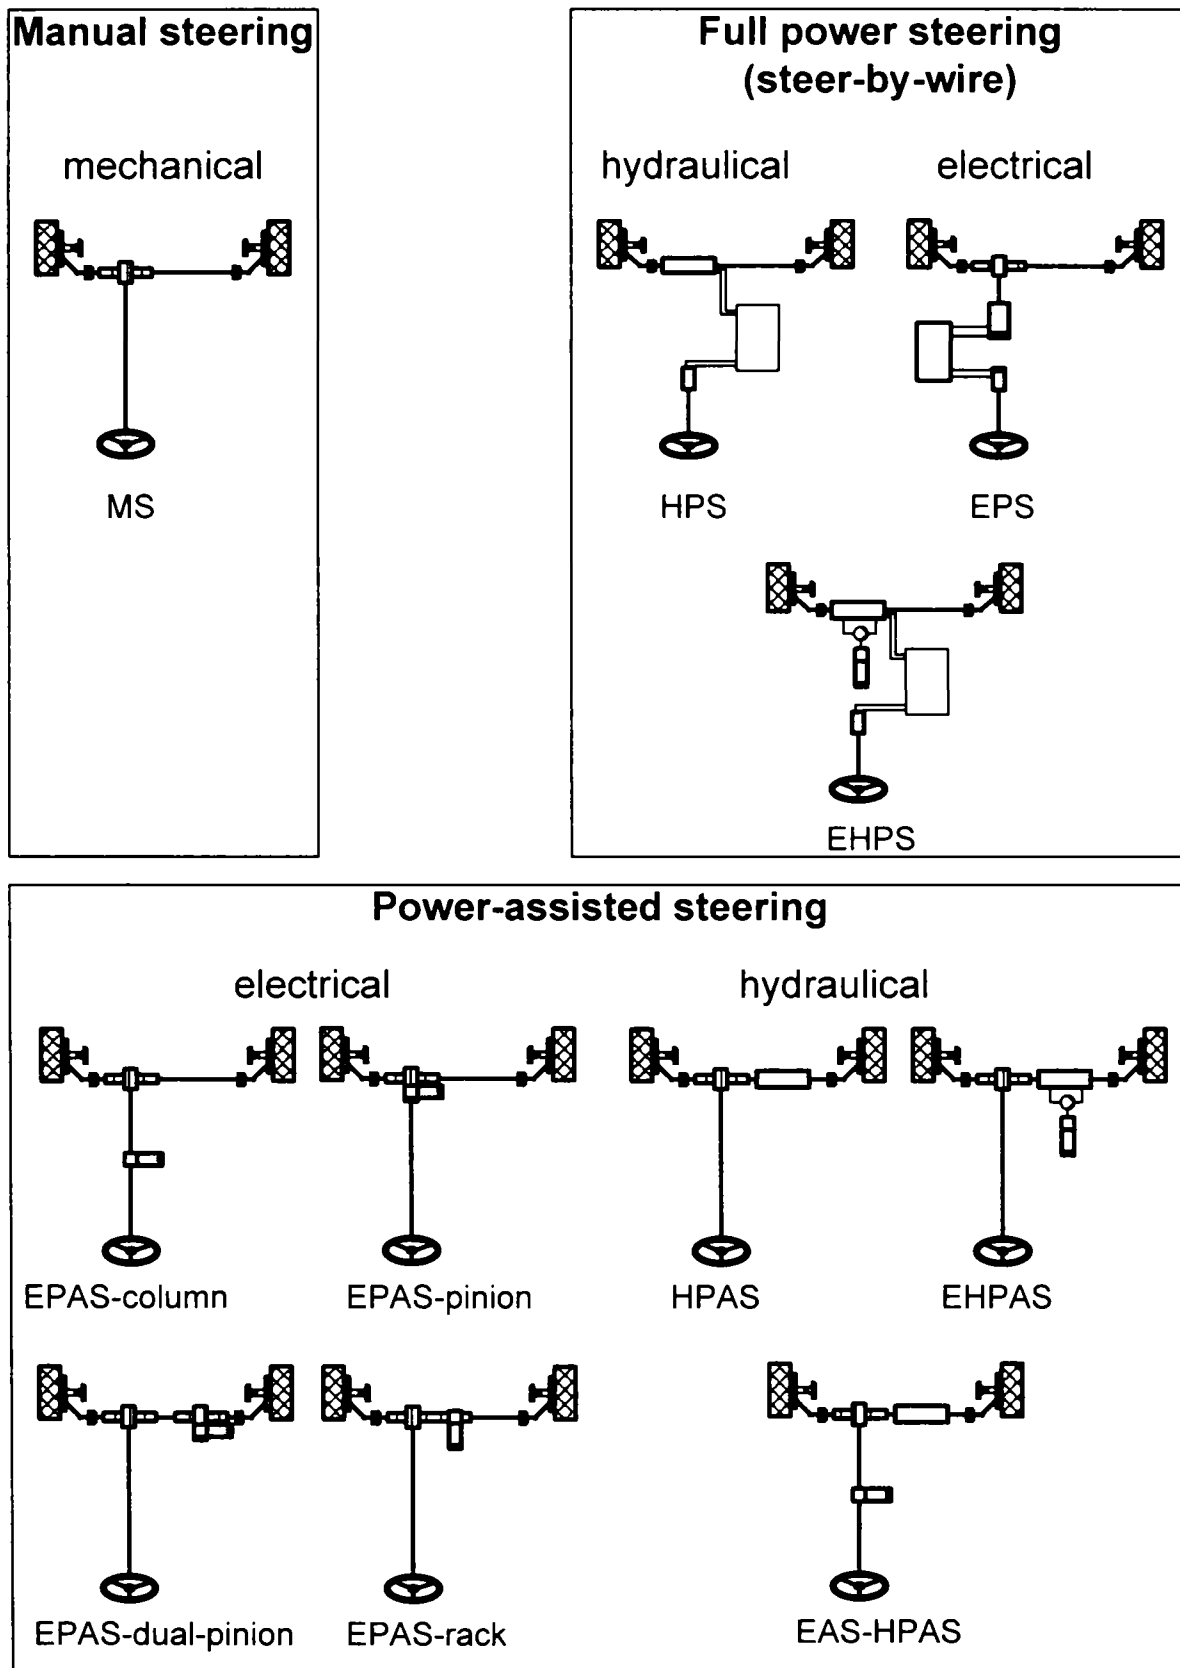 Manual steering
mechanical
MS
Full power steering
(steer-by-wire)
hydraulical
electrical
HPS
EPS
EHPS
Power-assisted steering
electrical
hydraulical
EPAS-column
EPAS-pinion
HPAS
EHPAS
EPAS-dual-pinion
EPAS-rack
EAS-HPAS